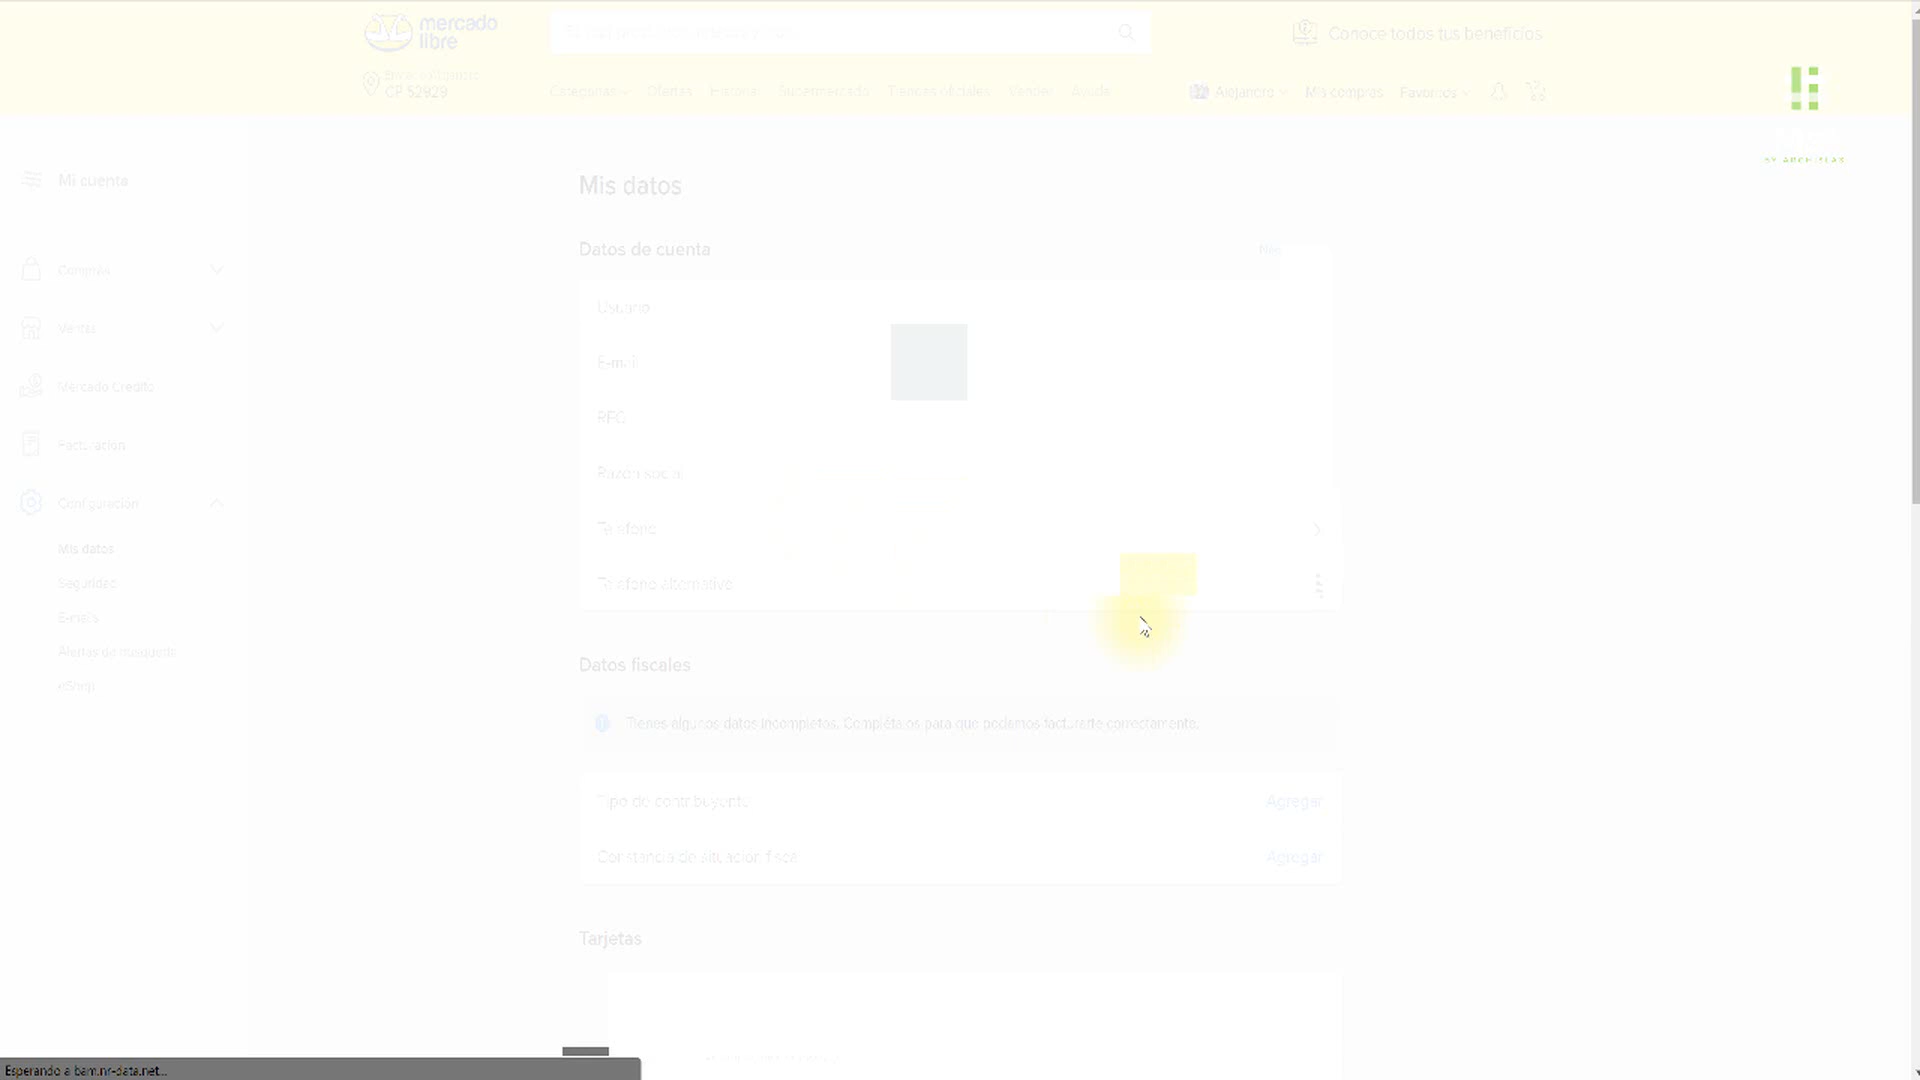 mercado
libre
Conoce todos tus beneficios
CP 52929
Categorías Ofertas Historial Supermercado Tiendas oficiales Vender Ayuda
Alejandro Mis compras Favoritos
BY ARCHIPLAX
Mi cuenta
Compras
Ventas
Mercado Crédito
Facturación
Configuración
Mis datos
Seguridad
E-mails
Alertas de búsqueda
eShop
Mis datos
Datos de cuenta
Usuario
E-mail
RFC
Razón social
Teléfono
Teléfono alternativo
Datos fiscales
Tienes algunos datos incompletos. Complétalos para que podamos facturarte correctamente.
Tipo de contribuyente Agregar
Constancia de situación fiscal Agregar
Tarjetas
Esperando a bam.nr-data.net...